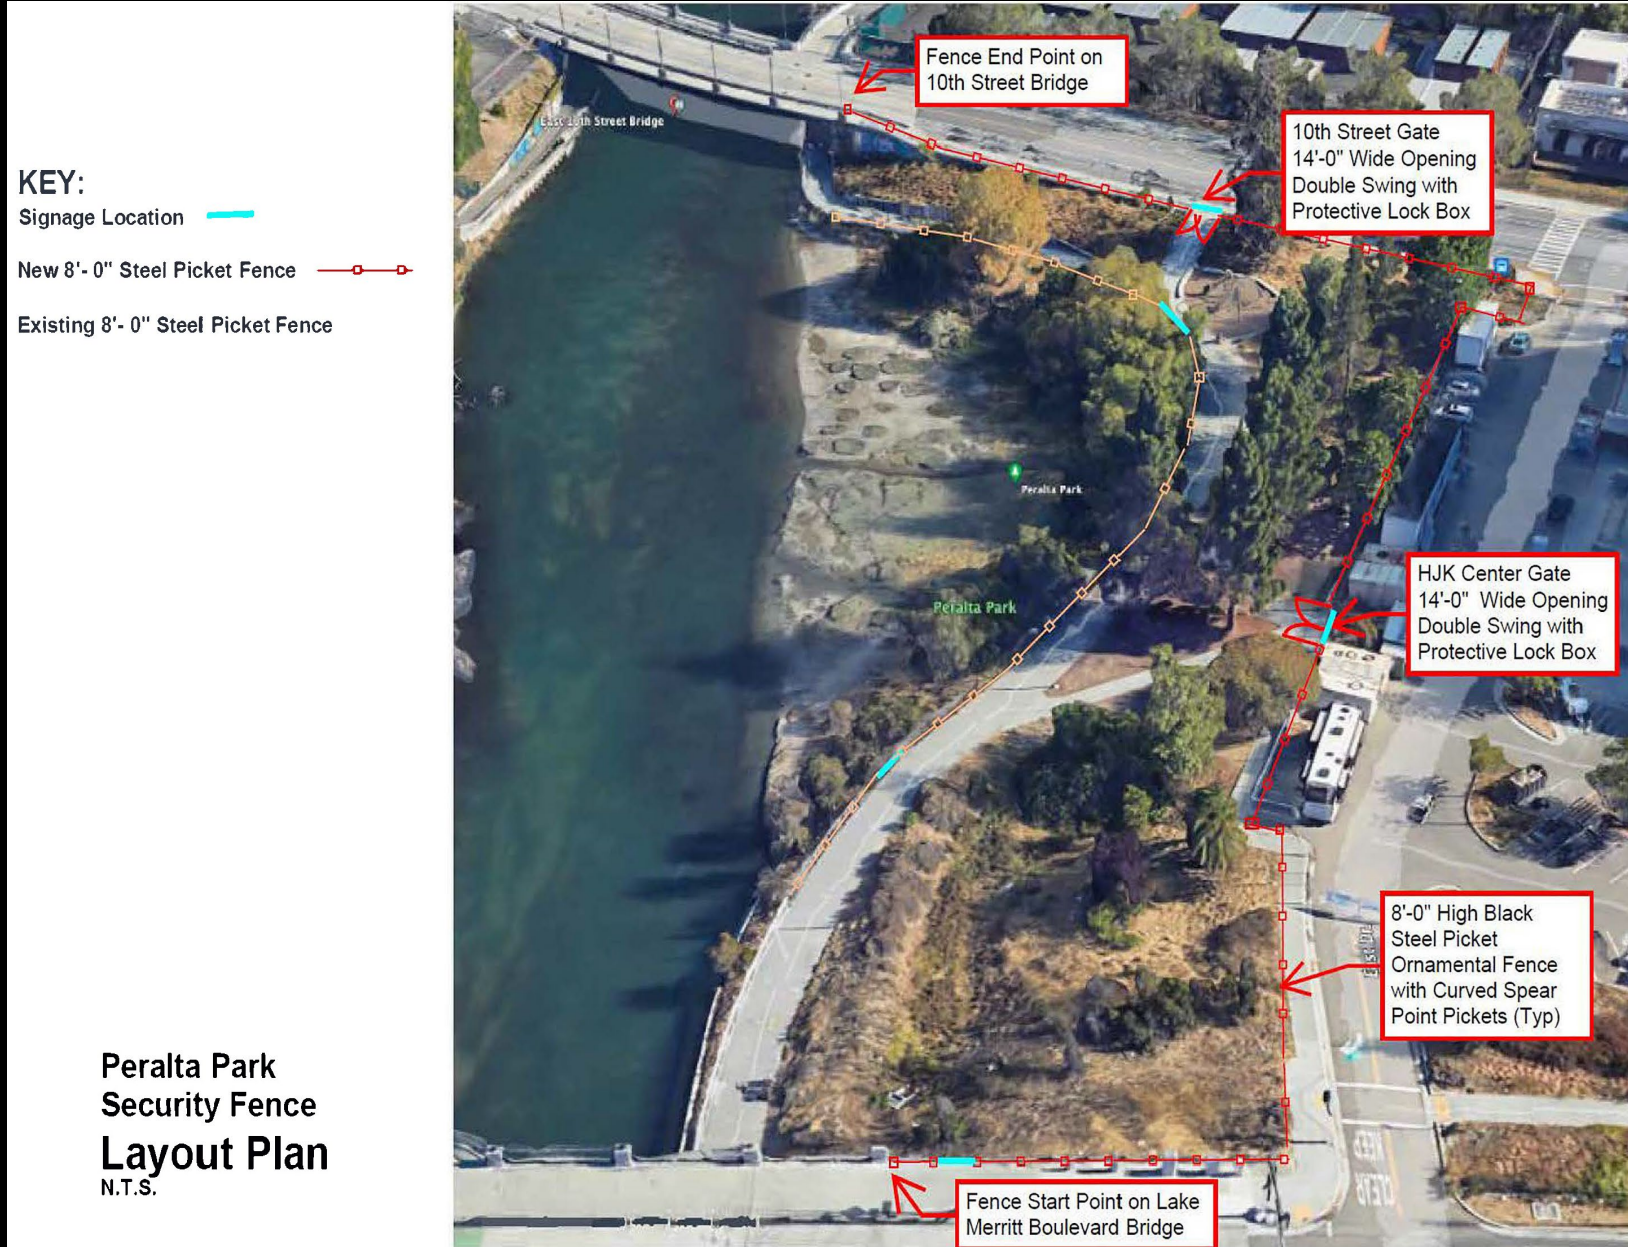 Fence End Point on
10th Street Bridge
East 10th Street Bridge
10th Street Gate
14'-0" Wide Opening
Double Swing with
Protective Lock Box
KEY:
Signage Location
New 8'- 0" Steel Picket Fence
Existing 8'- 0" Steel Picket Fence
Peralta Park
Peralta Park
HJK Center Gate
14'-0" Wide Opening
Double Swing with
Protective Lock Box
8'-0" High Black
Steel Picket
Ornamental Fence
with Curved Spear
Point Pickets (Typ)
Peralta Park
Security Fence
Layout Plan
N.T.S.
KEEP
CLEAR
Fence Start Point on Lake
Merritt Boulevard Bridge